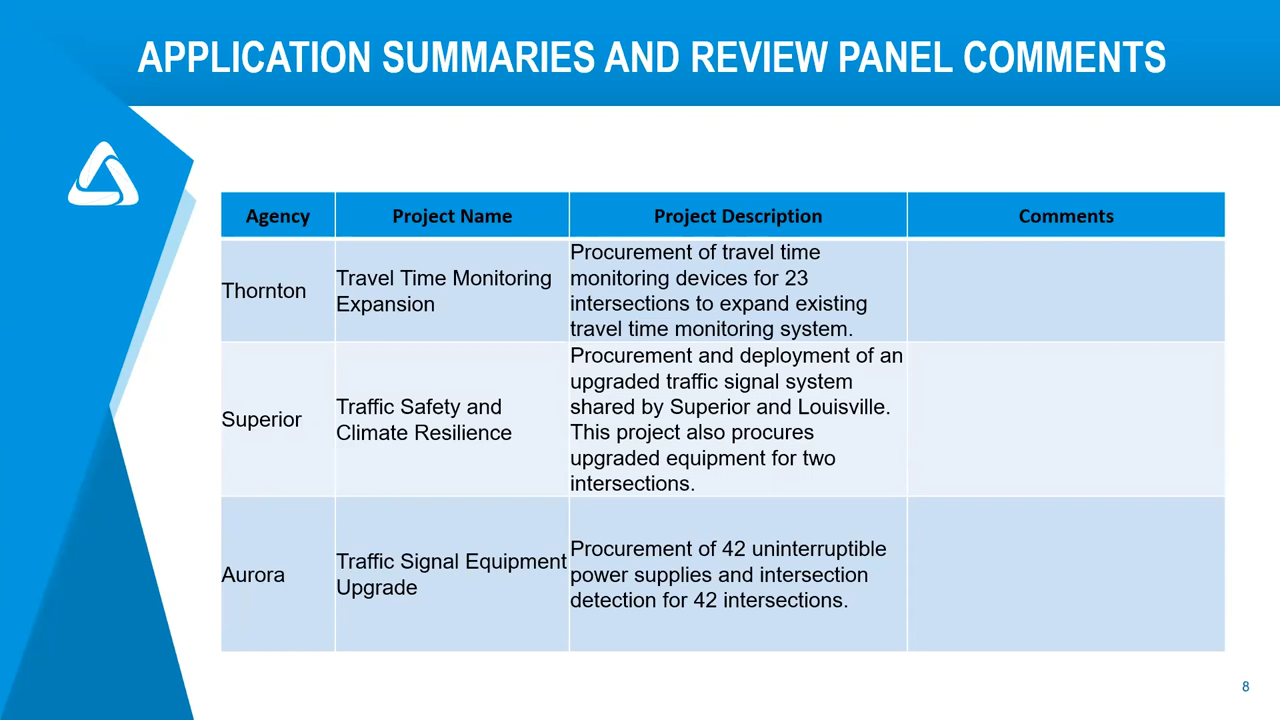 APPLICATION SUMMARIES AND REVIEW PANEL COMMENTS
Agency
Project Name
Project Description
Comments
Thornton
Travel Time Monitoring
Expansion
Procurement of travel time
monitoring devices for 23
intersections to expand existing
travel time monitoring system.
Superior
Traffic Safety and
Climate Resilience
Procurement and deployment of an
upgraded traffic signal system
shared by Superior and Louisville.
This project also procures
upgraded equipment for two
intersections.
Aurora
Traffic Signal Equipment
Upgrade
Procurement of 42 uninterruptible
power supplies and intersection
detection for 42 intersections.
8